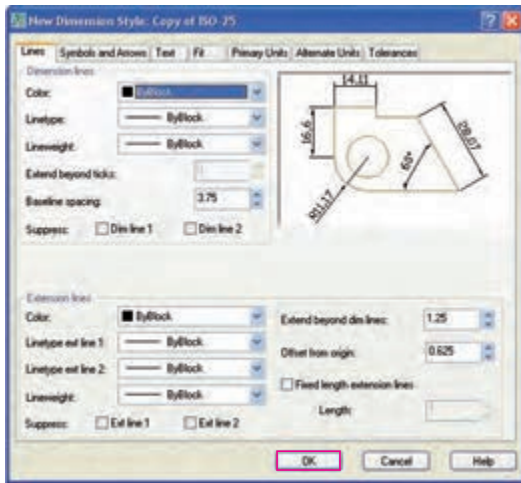 New Dimension Style: Copy of ISO-25
Lines Symbols and Arrows Text Fit Primary Units Alternate Units Tolerances
Dimension lines
Color: ByBlock
Linetype: ByBlock
Lineweight: ByBlock
Extend beyond ticks:
Baseline spacing: 3.75
Suppress: Dim line 1 Dim line 2
14,11
16,6
60°
R11,17
Extension lines
Color: ByBlock
Linetype ext line 1: ByBlock
Linetype ext line 2: ByBlock
Lineweight: ByBlock
Suppress: Ext line 1 Ext line 2
Extend beyond dim lines: 1.25
Offset from origin: 0.625
Fixed length extension lines
Length: 1
OK Cancel Help